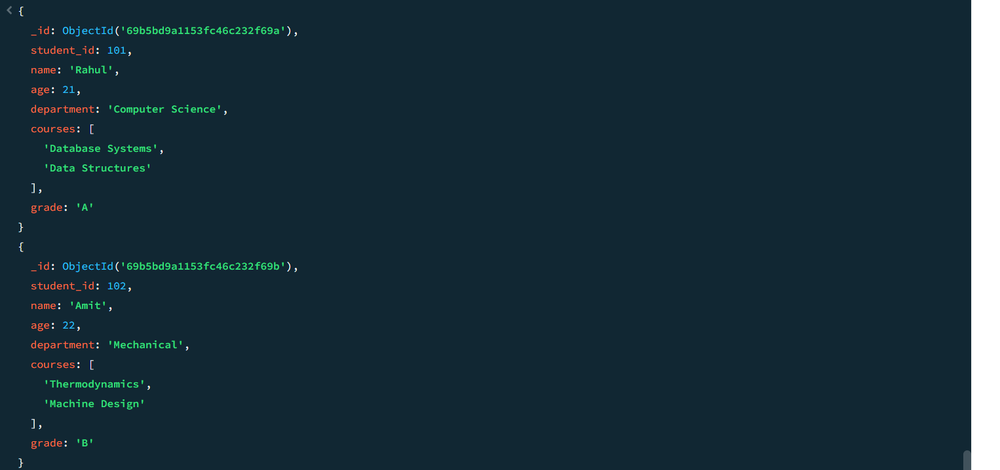 {
  _id: ObjectId('69b5bd9a1153fc46c232f69a'),
  student_id: 101,
  name: 'Rahul',
  age: 21,
  department: 'Computer Science',
  courses: [
    'Database Systems',
    'Data Structures'
  ],
  grade: 'A'
}
{
  _id: ObjectId('69b5bd9a1153fc46c232f69b'),
  student_id: 102,
  name: 'Amit',
  age: 22,
  department: 'Mechanical',
  courses: [
    'Thermodynamics',
    'Machine Design'
  ],
  grade: 'B'
}